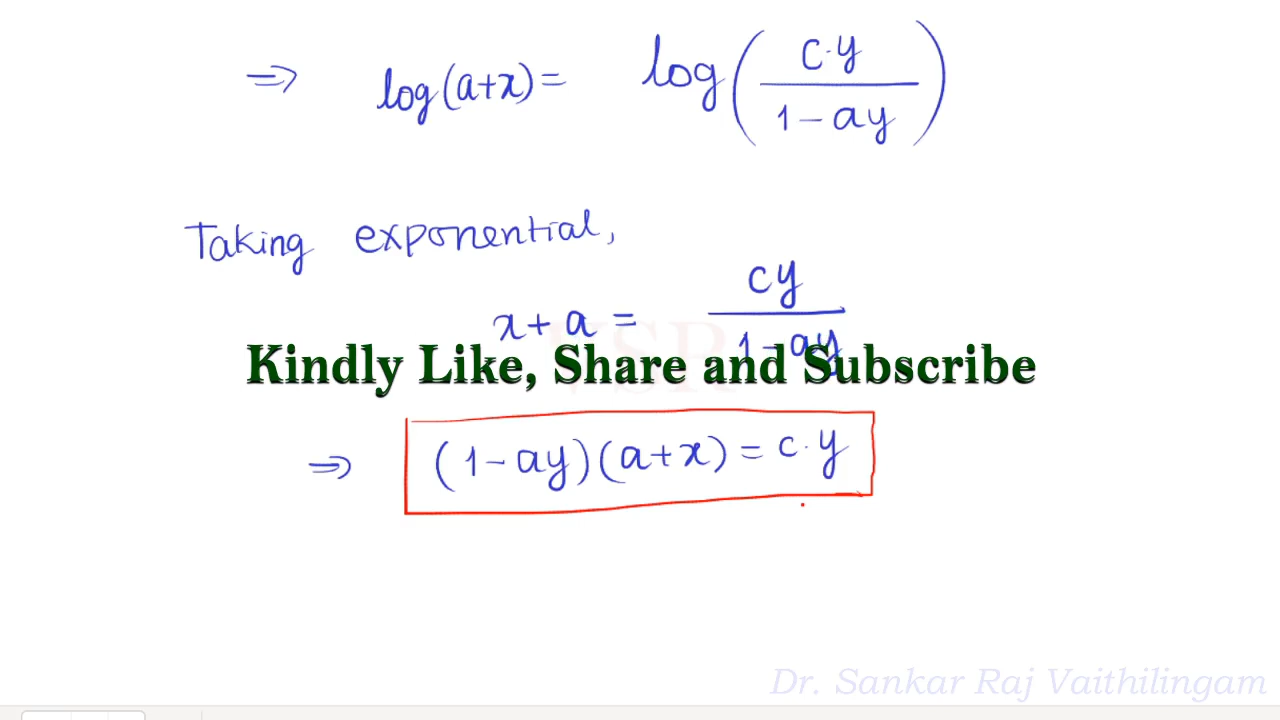 ⇒ log(a+x) = log(c·y / 1-ay)
Taking exponential,
x+a = cy / 1-ay
VSR
Kindly Like, Share and Subscribe
⇒ (1-ay)(a+x) = c·y
Dr. Sankar Raj Vaithilingam